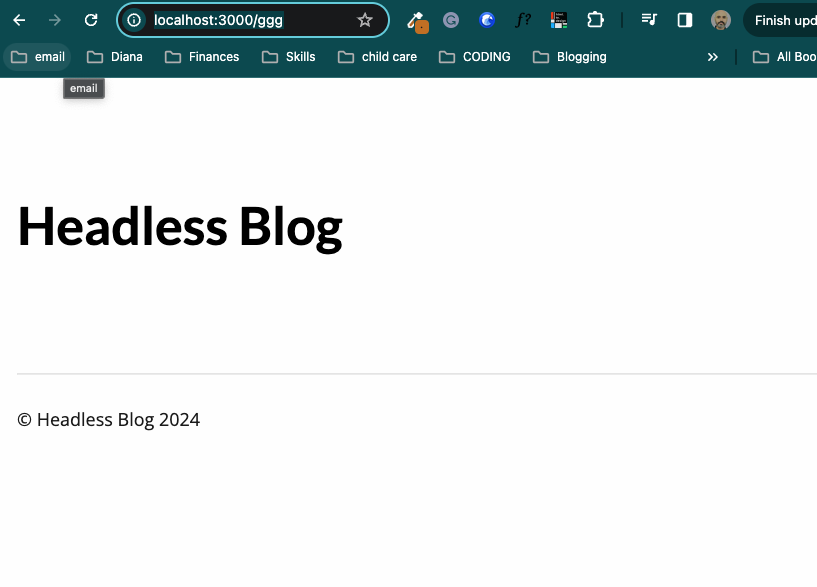 localhost:3000/ggg
f?
Finish upd
email
Diana
Finances
Skills
child care
CODING
Blogging
»
All Boo
email
Headless Blog
© Headless Blog 2024